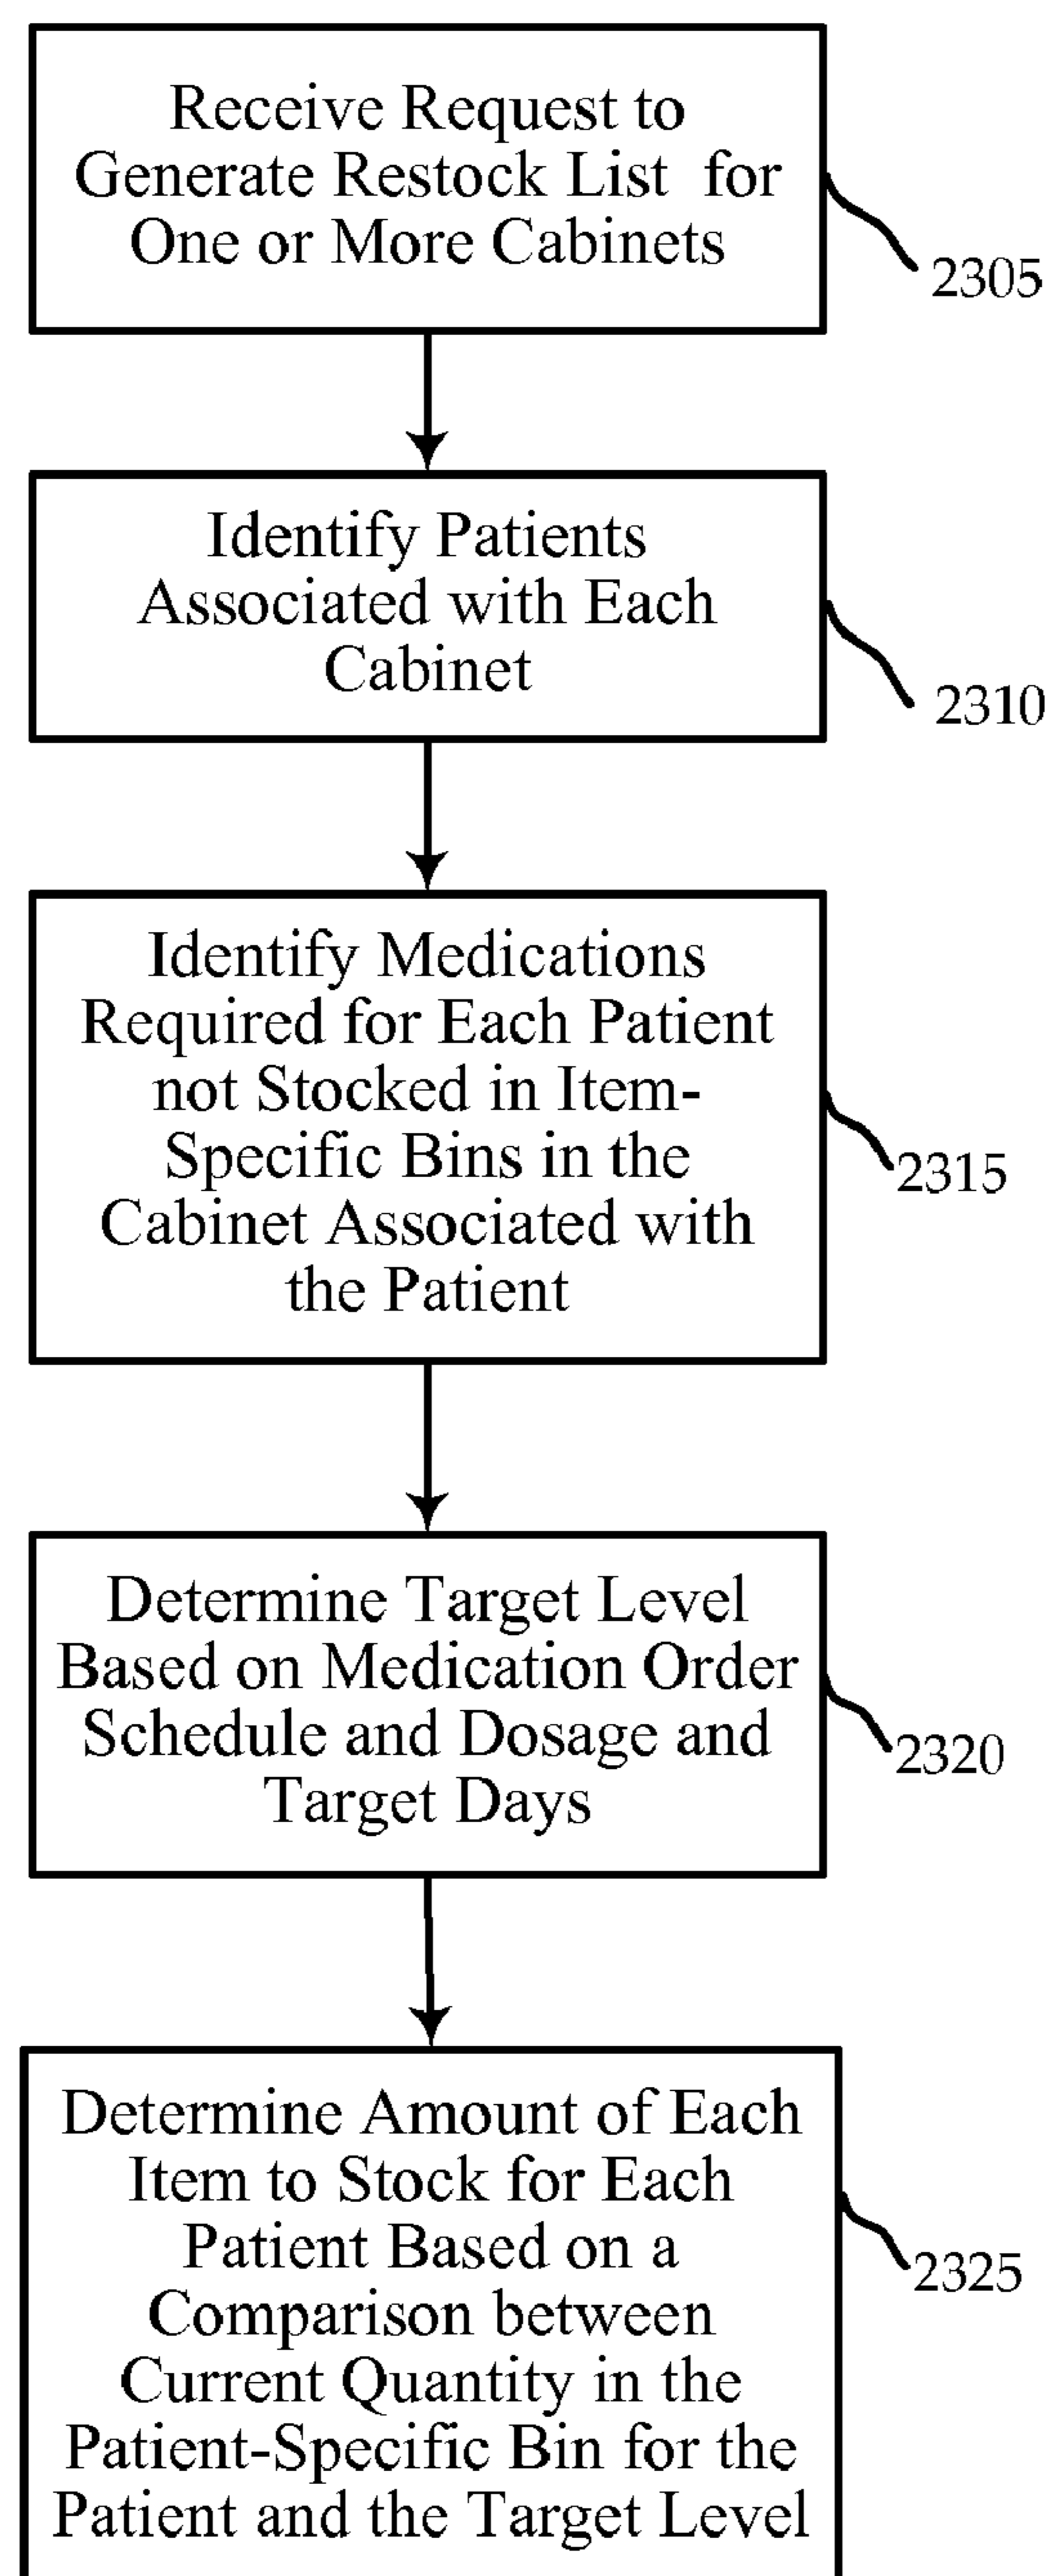 Receive Request to
Generate Restock List for
One or More Cabinets
2305
Identify Patients
Associated with Each
Cabinet
2310
Identify Medications
Required for Each Patient
not Stocked in Item-
Specific Bins in the
Cabinet Associated with
the Patient
2315
Determine Target Level
Based on Medication Order
Schedule and Dosage and
Target Days
2320
Determine Amount of Each
Item to Stock for Each
Patient Based on a
Comparison between
Current Quantity in the
Patient-Specific Bin for the
Patient and the Target Level
2325